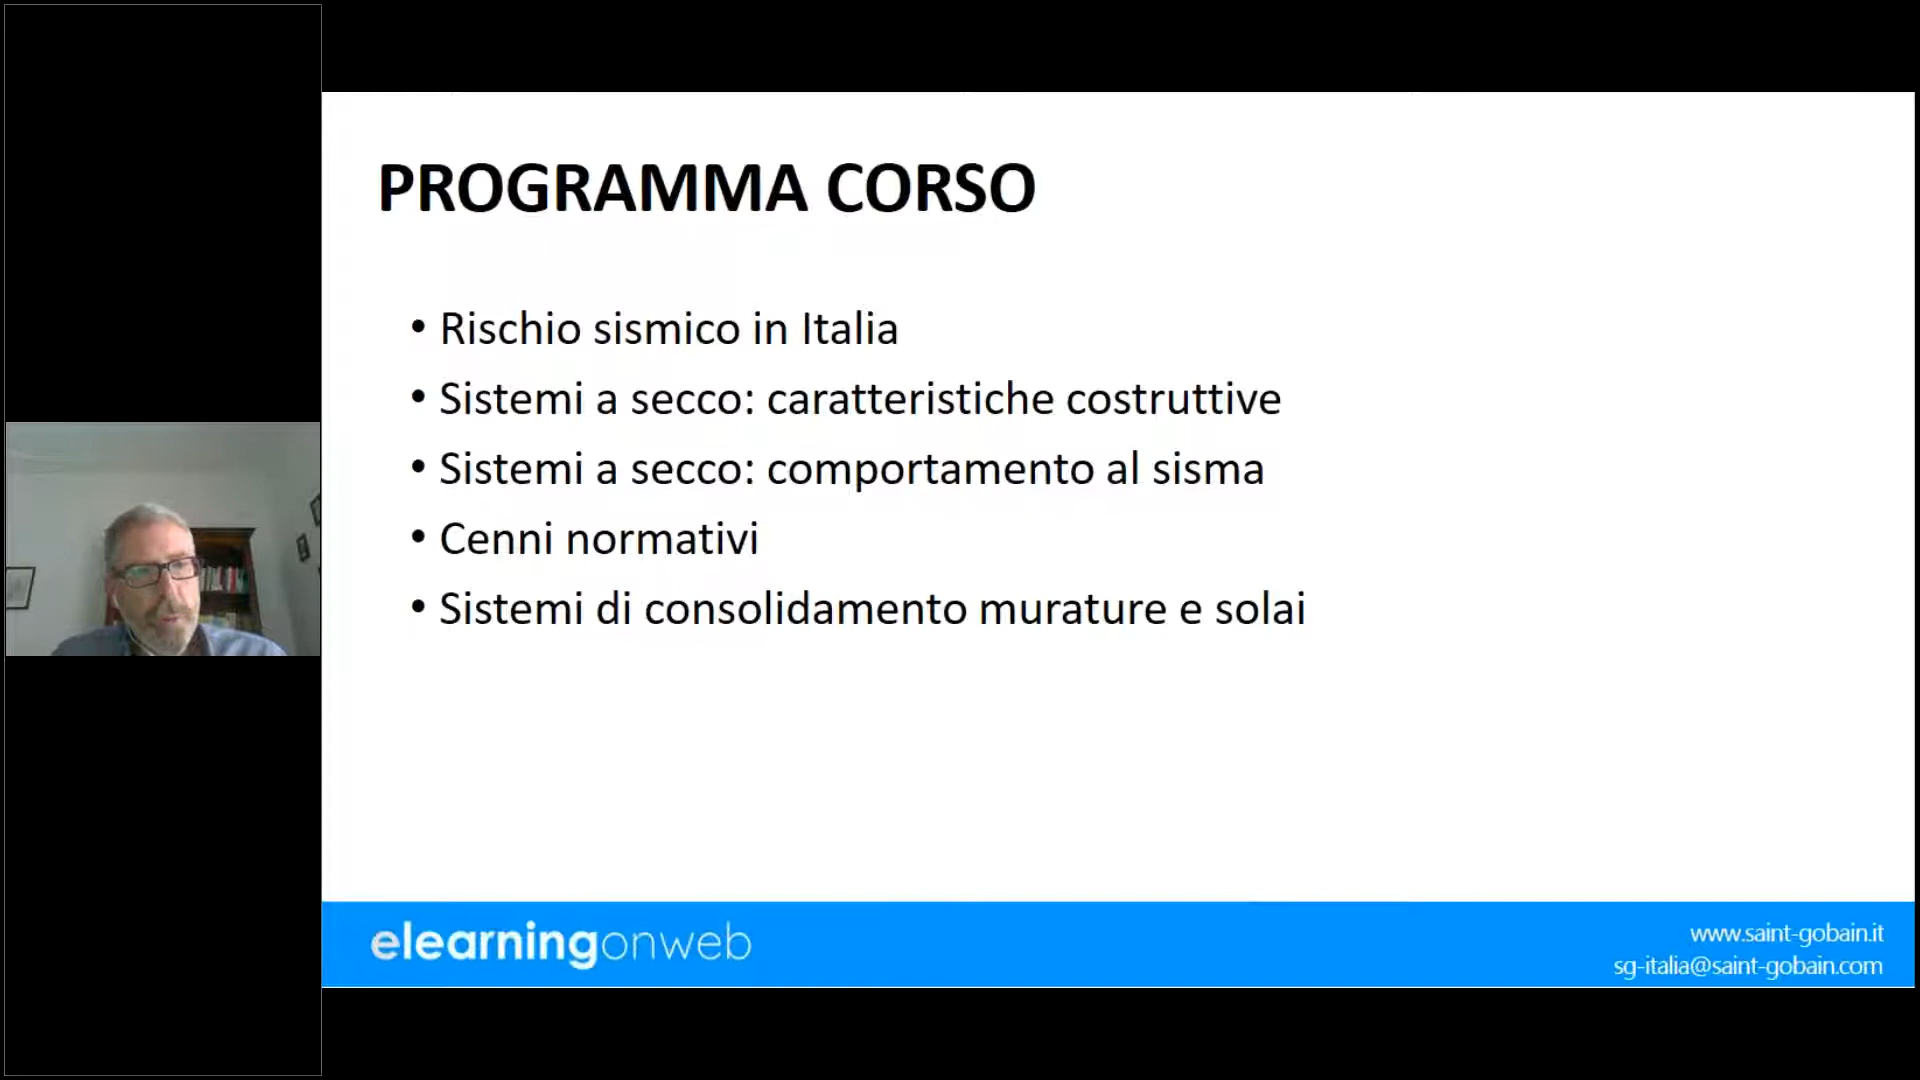 PROGRAMMA CORSO
• Rischio sismico in Italia
• Sistemi a secco: caratteristiche costruttive
• Sistemi a secco: comportamento al sisma
• Cenni normativi
• Sistemi di consolidamento murature e solai
elearningonweb
www.saint-gobain.it
sg-italia@saint-gobain.com